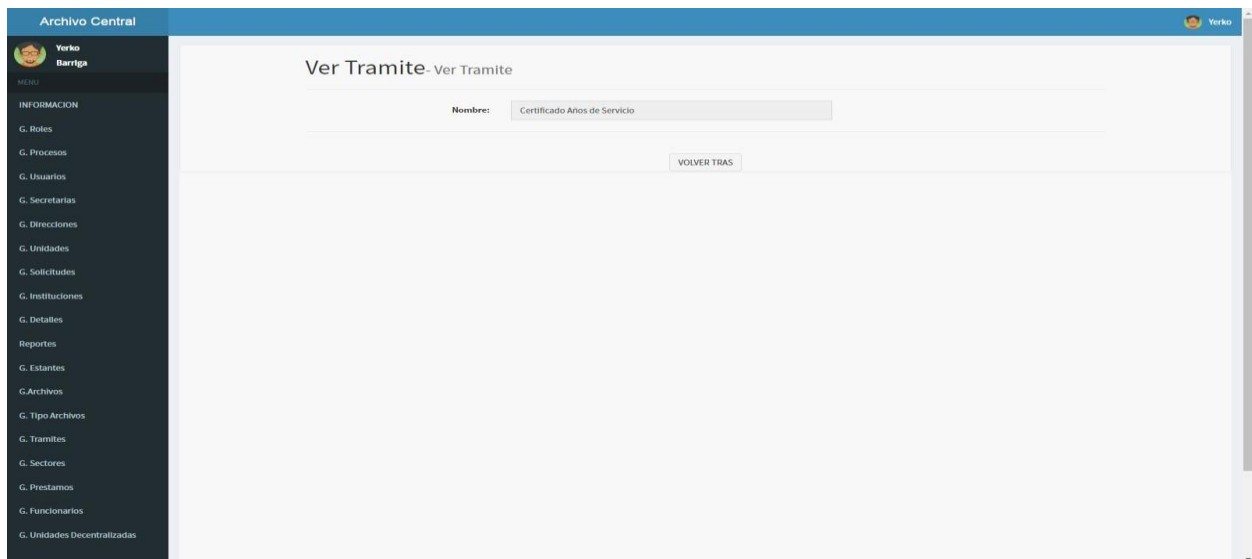 Archivo Central
Yerko
Yerko
Barriga
MENU
INFORMACION
G. Roles
G. Procesos
G. Usuarios
G. Secretarias
G. Direcciones
G. Unidades
G. Solicitudes
G. Instituciones
G. Detalles
Reportes
G. Estantes
G.Archivos
G. Tipo Archivos
G. Tramites
G. Sectores
G. Prestamos
G. Funcionarios
G. Unidades Decentralizadas
Ver Tramite- Ver Tramite
Nombre: Certificado Años de Servicio
VOLVER TRAS